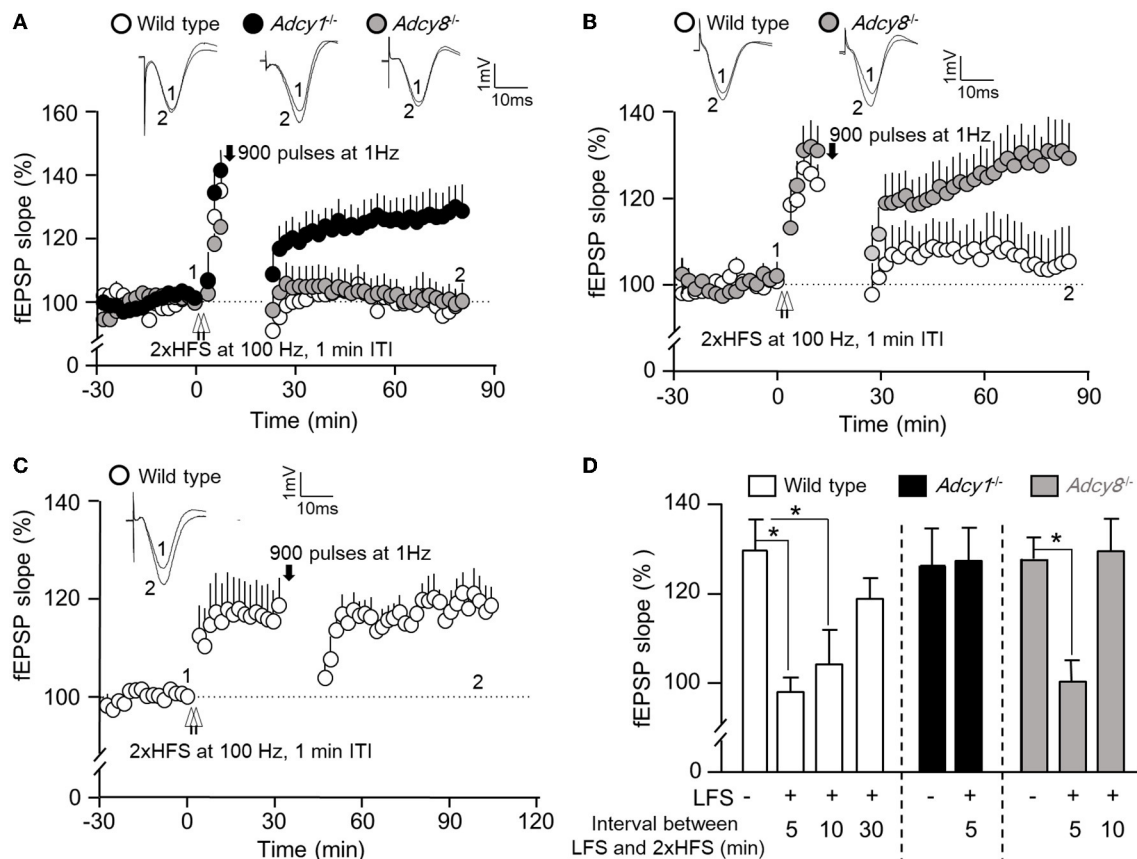 A
Wild type Adcy1-/- Adcy8-/-
1 2
1 2
1 2
1mV
10ms
160
140
120
100
0
fEPSP slope (%)
900 pulses at 1Hz
1
2
2xHFS at 100 Hz, 1 min ITI
-30 0 30 60 90
Time (min)
B
Wild type Adcy8-/-
1 2
1 2
1mV
10ms
140
120
100
0
fEPSP slope (%)
900 pulses at 1Hz
1
2
2xHFS at 100 Hz, 1 min ITI
-30 0 30 60 90
Time (min)
C
Wild type
1 2
1mV
10ms
140
120
100
0
fEPSP slope (%)
900 pulses at 1Hz
1
2
2xHFS at 100 Hz, 1 min ITI
-30 0 30 60 90 120
Time (min)
D
Wild type Adcy1-/- Adcy8-/-
140
120
100
0
fEPSP slope (%)
* *
*
LFS - + + + - + - + +
Interval between
LFS and 2xHFS (min) 5 10 30 5 5 10